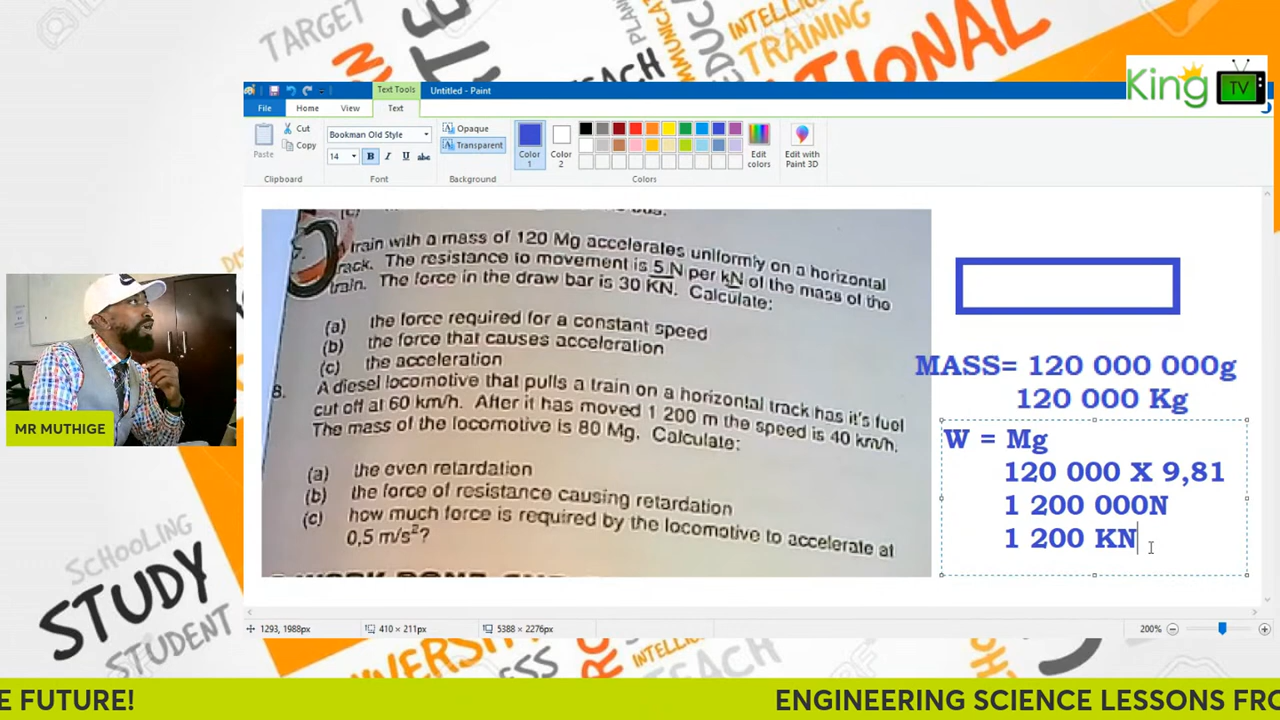 TARGET
TRAINING
TEACH
King TV
Text Tools
Untitled - Paint
File
Home
View
Text
Paste
Cut
Copy
Clipboard
Bookman Old Style
14
B I U abc
Font
Opaque
Transparent
Background
Color 1
Color 2
Colors
Edit colors
Edit with Paint 3D
train with a mass of 120 Mg accelerates uniformly on a horizontal
track. The resistance to movement is 5 N per kN of the mass of the
train. The force in the draw bar is 30 KN. Calculate:
(a) the force required for a constant speed
(b) the force that causes acceleration
(c) the acceleration
8. A diesel locomotive that pulls a train on a horizontal track has it's fuel
cut off at 60 km/h. After it has moved 1 200 m the speed is 40 km/h.
The mass of the locomotive is 80 Mg. Calculate:
(a) the even retardation
(b) the force of resistance causing retardation
(c) how much force is required by the locomotive to accelerate at
0,5 m/s²?
MASS= 120 000 000g
120 000 Kg
W = Mg
120 000 X 9,81
1 200 000N
1 200 KN
MR MUTHIGE
SCHOOLING
STUDY
STUDENT
1293, 1988px
410 × 211px
5388 × 2276px
200%
TEACH
E FUTURE!
ENGINEERING SCIENCE LESSONS FRO